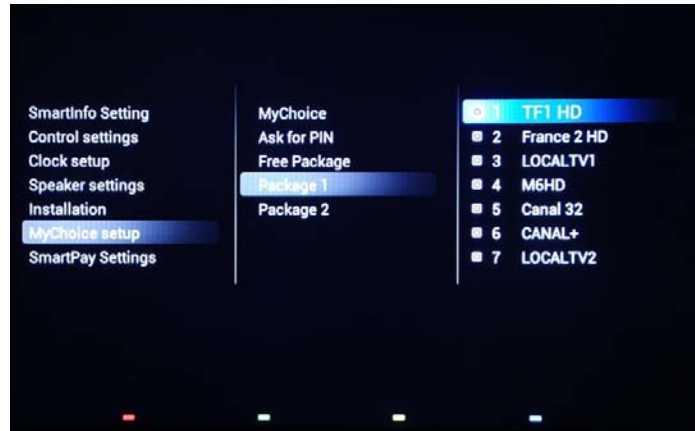 SmartInfo Setting
Control settings
Clock setup
Speaker settings
Installation
MyChoice setup
SmartPay Settings
MyChoice
Ask for PIN
Free Package
Package 1
Package 2
1 TF1 HD
2 France 2 HD
3 LOCALTV1
4 M6HD
5 Canal 32
6 CANAL+
7 LOCALTV2